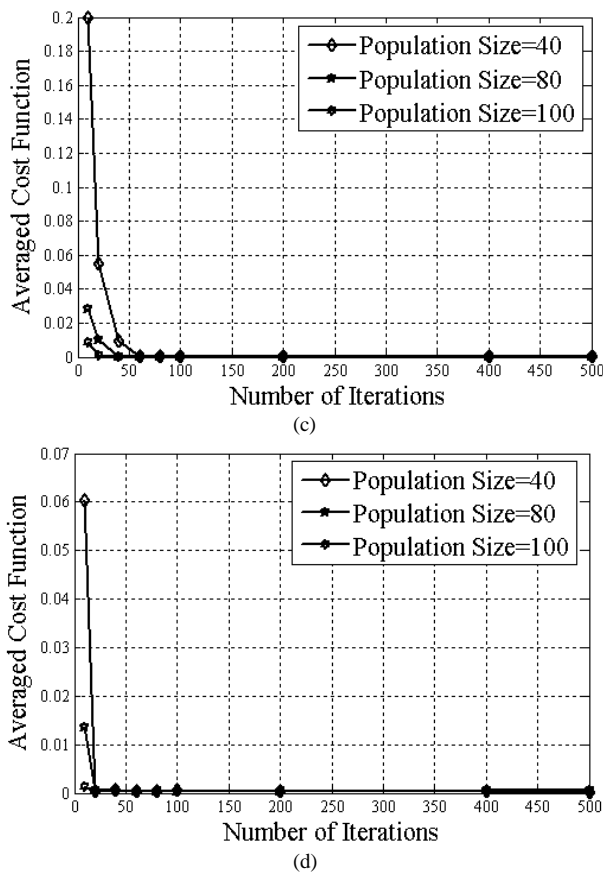 0.2
0.18
0.16
0.14
0.12
0.1
0.08
0.06
0.04
0.02
0
Averaged Cost Function
Population Size=40
Population Size=80
Population Size=100
0 50 100 150 200 250 300 350 400 450 500
Number of Iterations
(c)
0.07
0.06
0.05
0.04
0.03
0.02
0.01
0
Averaged Cost Function
Population Size=40
Population Size=80
Population Size=100
0 50 100 150 200 250 300 350 400 450 500
Number of Iterations
(d)